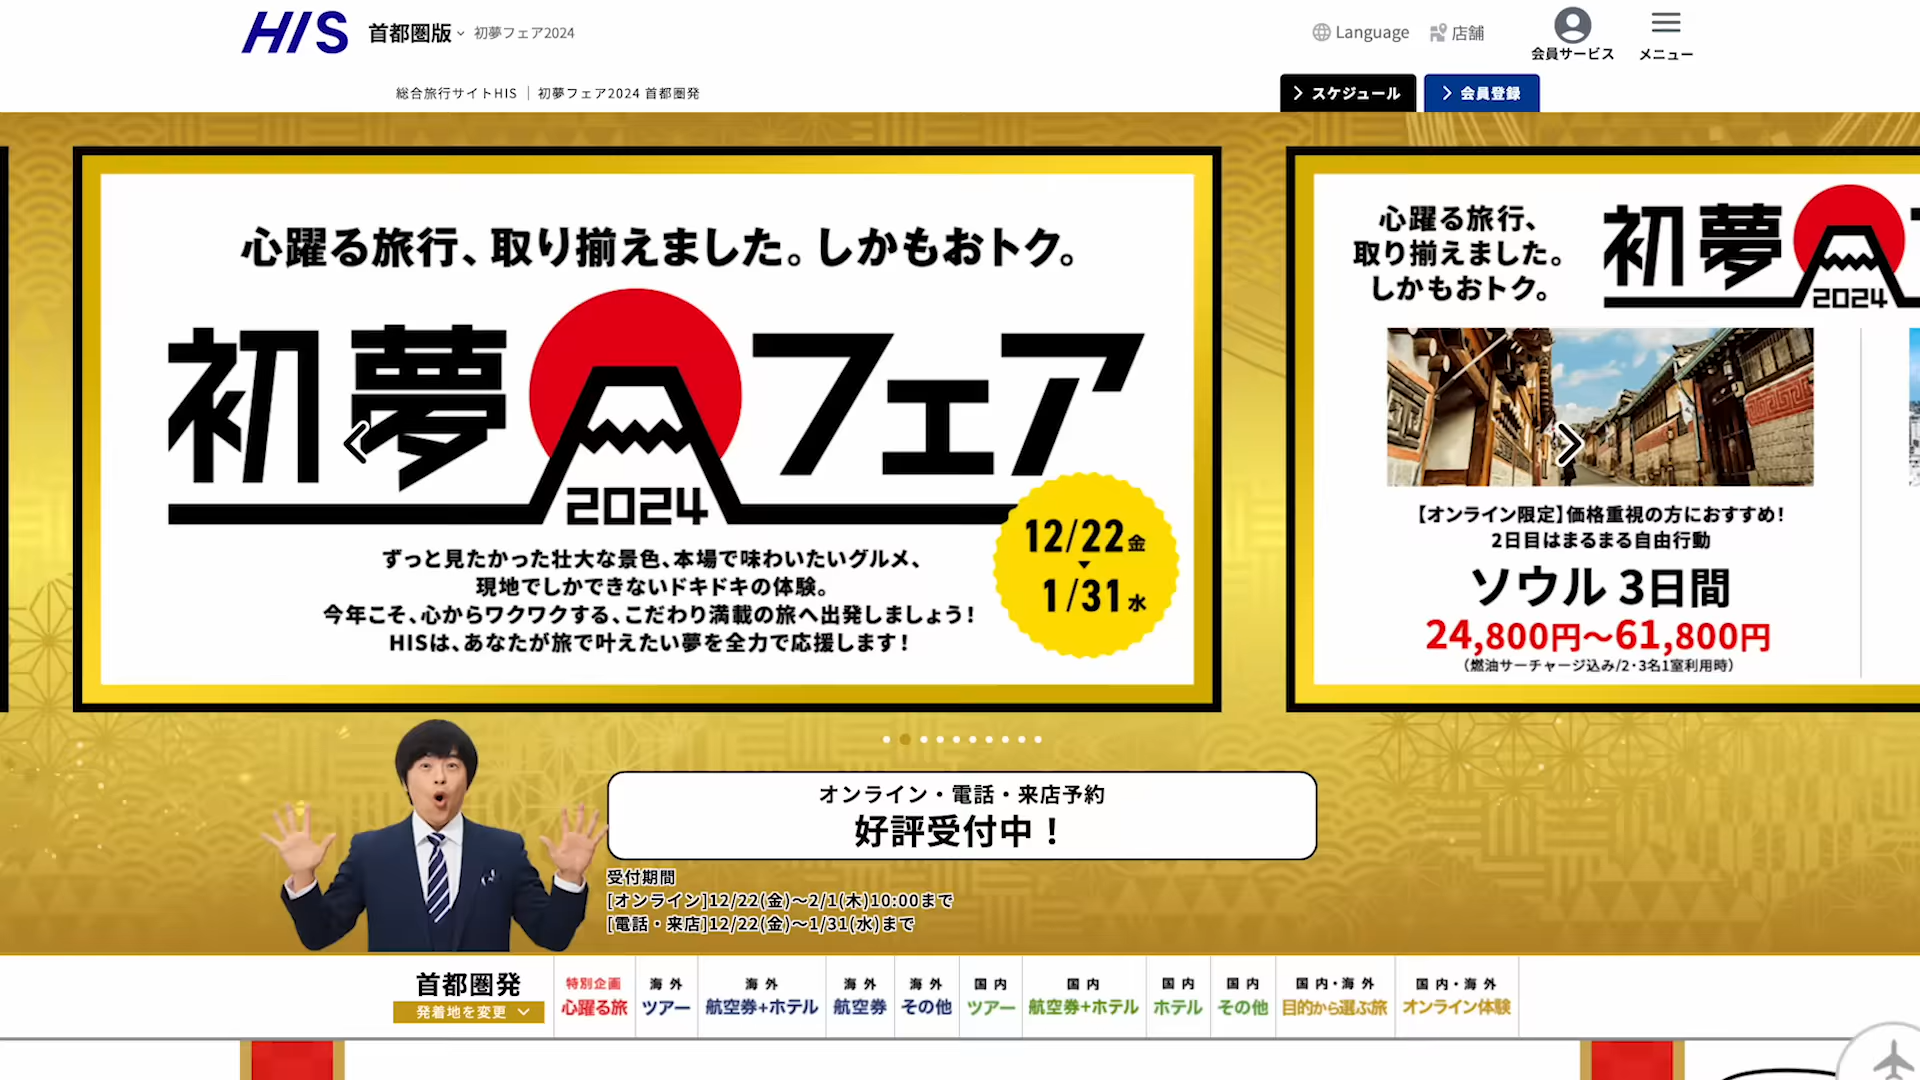 HIS 首都圏版 初夢フェア2024
Language 店舗 会員サービス メニュー
総合旅行サイトHIS | 初夢フェア2024 首都圏発
スケジュール 会員登録
心躍る旅行、取り揃えました。しかもおトク。
初夢フェア
2024
12/22金
1/31水
ずっと見たかった壮大な景色、本場で味わいたいグルメ、
現地でしかできないドキドキの体験。
今年こそ、心からワクワクする、こだわり満載の旅へ出発しましょう!
HISは、あなたが旅で叶えたい夢を全力で応援します!
心躍る旅行、
取り揃えました。
しかもおトク。
初夢
2024
【オンライン限定】価格重視の方におすすめ!
2日目はまるまる自由行動
ソウル 3日間
24,800円〜61,800円
(燃油サーチャージ込み/2・3名1室利用時)
オンライン・電話・来店予約
好評受付中!
受付期間
[オンライン]12/22(金)〜2/1(木)10:00まで
[電話・来店]12/22(金)〜1/31(水)まで
首都圏発
発着地を変更
特別企画
心躍る旅
海外
ツアー
海外
航空券+ホテル
海外
航空券
海外
その他
国内
ツアー
国内
航空券+ホテル
国内
ホテル
国内
その他
国内・海外
目的から選ぶ旅
国内・海外
オンライン体験